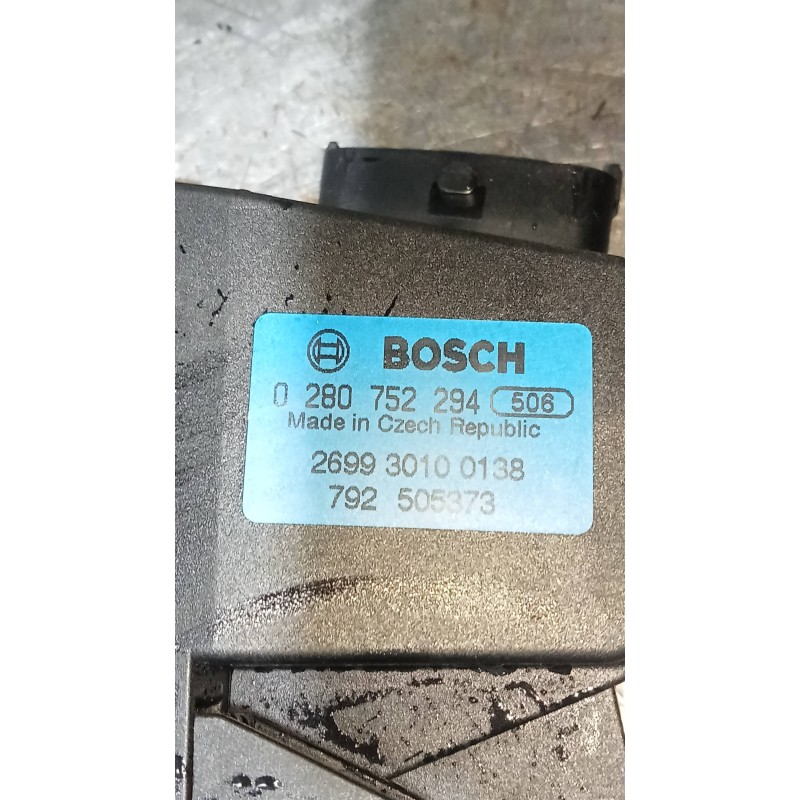 BOSCH
0 280 752 294 506
Made in Czech Republic
2699 3010 0138
792 505373